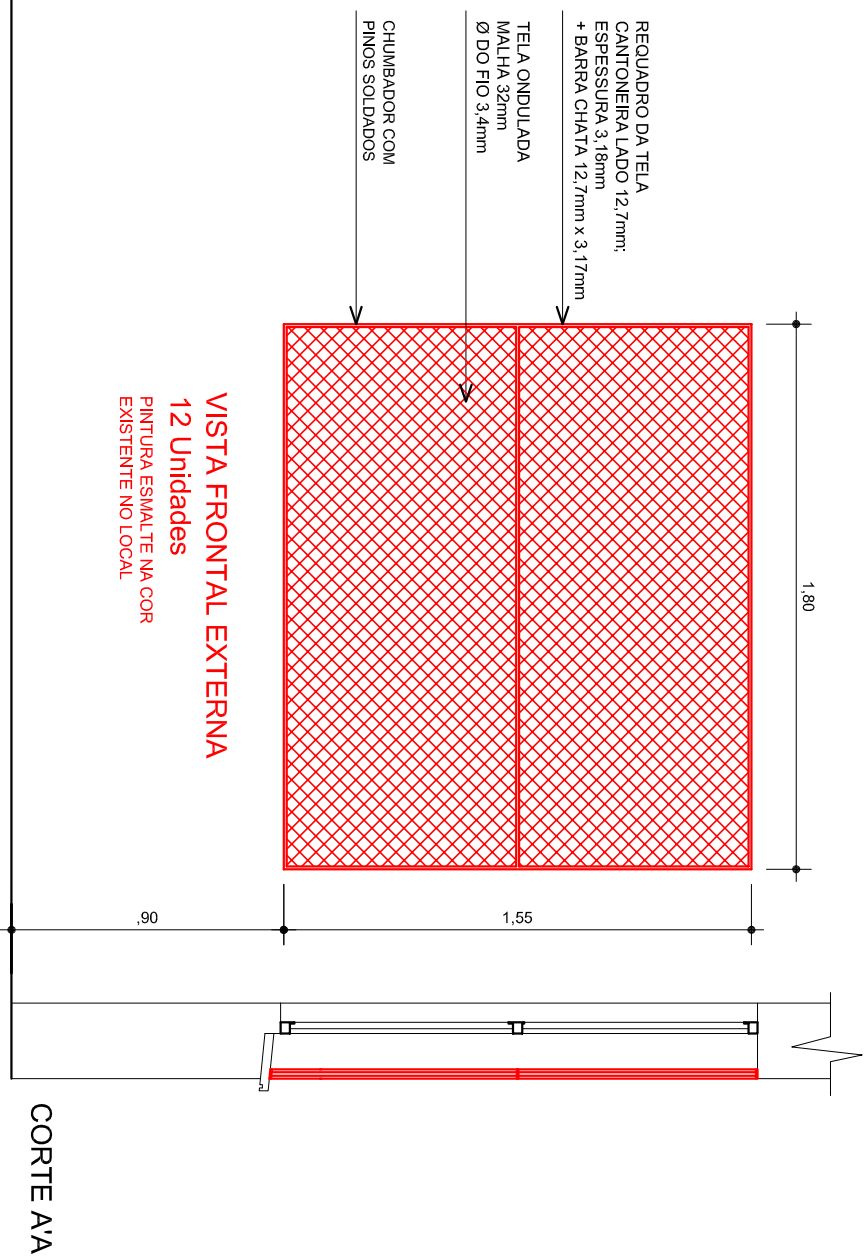 REQUADRO DA TELA
CANTONEIRA LADO 12,7mm;
ESPESSURA 3,18mm
+ BARRA CHATA 12,7mm x 3,17mm
TELA ONDULADA
MALHA 32mm
Ø DO FIO 3,4mm
CHUMBADOR COM
PINOS SOLDADOS
1,80
1,55
,90
VISTA FRONTAL EXTERNA
12 Unidades
PINTURA ESMALTE NA COR
EXISTENTE NO LOCAL
CORTE A'A